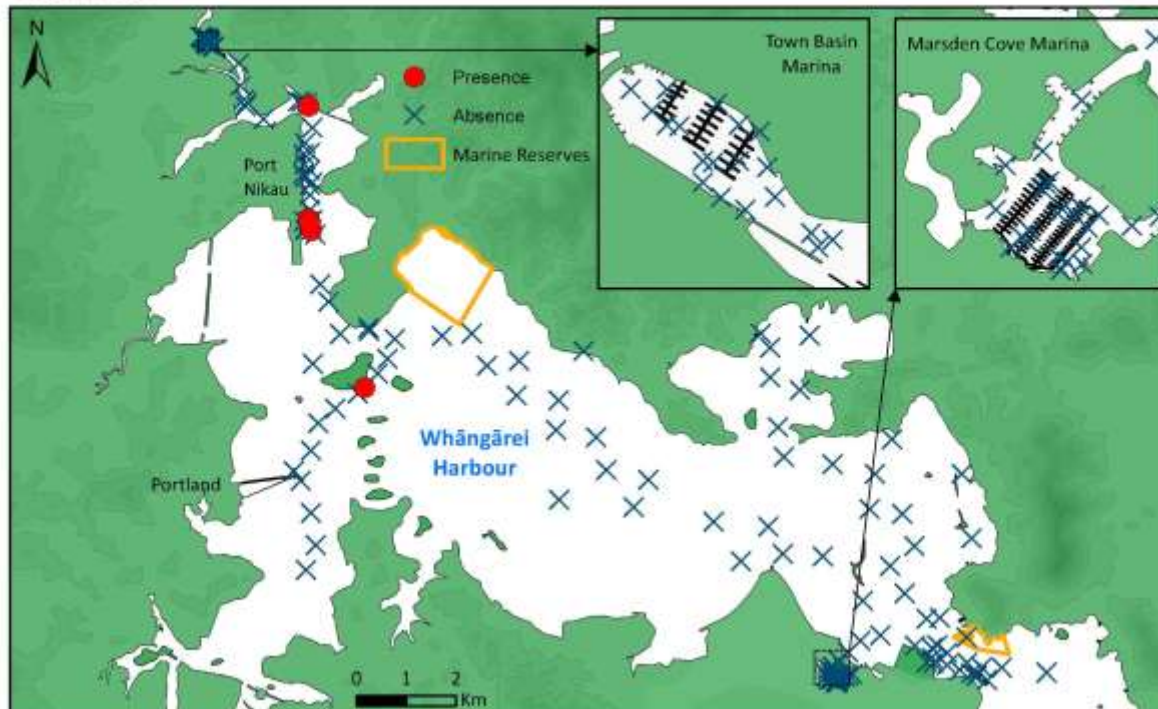 N
Presence
Absence
Marine Reserves
Port
Nikau
Town Basin
Marina
Marsden Cove Marina
Whāngārei
Harbour
Portland
0 1 2
Km